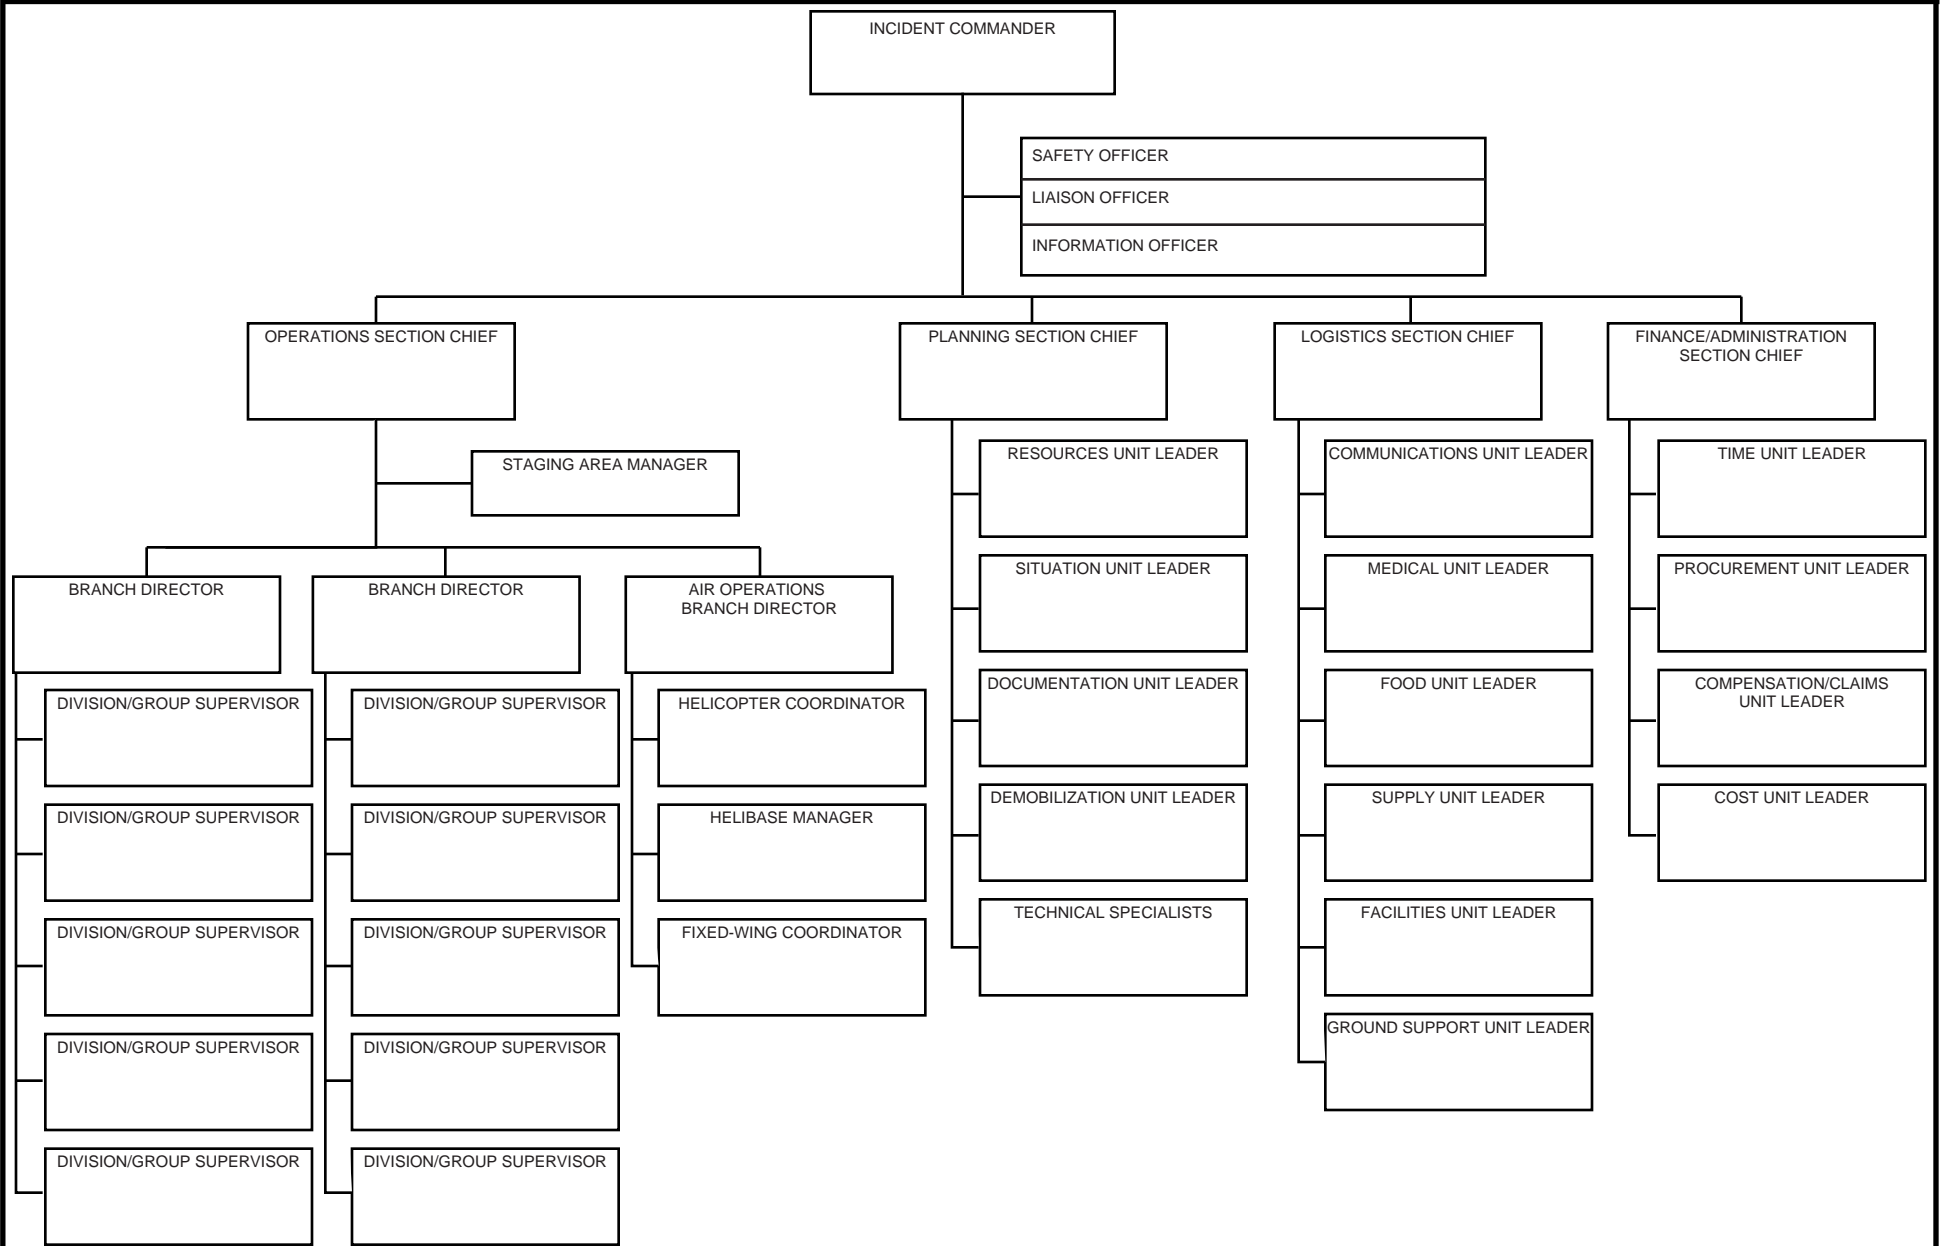 INCIDENT COMMANDER
SAFETY OFFICER
LIAISON OFFICER
INFORMATION OFFICER
OPERATIONS SECTION CHIEF
PLANNING SECTION CHIEF
LOGISTICS SECTION CHIEF
FINANCE/ADMINISTRATION
SECTION CHIEF
STAGING AREA MANAGER
BRANCH DIRECTOR
DIVISION/GROUP SUPERVISOR
DIVISION/GROUP SUPERVISOR
DIVISION/GROUP SUPERVISOR
DIVISION/GROUP SUPERVISOR
DIVISION/GROUP SUPERVISOR
BRANCH DIRECTOR
DIVISION/GROUP SUPERVISOR
DIVISION/GROUP SUPERVISOR
DIVISION/GROUP SUPERVISOR
DIVISION/GROUP SUPERVISOR
DIVISION/GROUP SUPERVISOR
AIR OPERATIONS
BRANCH DIRECTOR
HELICOPTER COORDINATOR
HELIBASE MANAGER
FIXED-WING COORDINATOR
RESOURCES UNIT LEADER
SITUATION UNIT LEADER
DOCUMENTATION UNIT LEADER
DEMOBILIZATION UNIT LEADER
TECHNICAL SPECIALISTS
COMMUNICATIONS UNIT LEADER
MEDICAL UNIT LEADER
FOOD UNIT LEADER
SUPPLY UNIT LEADER
FACILITIES UNIT LEADER
GROUND SUPPORT UNIT LEADER
TIME UNIT LEADER
PROCUREMENT UNIT LEADER
COMPENSATION/CLAIMS
UNIT LEADER
COST UNIT LEADER